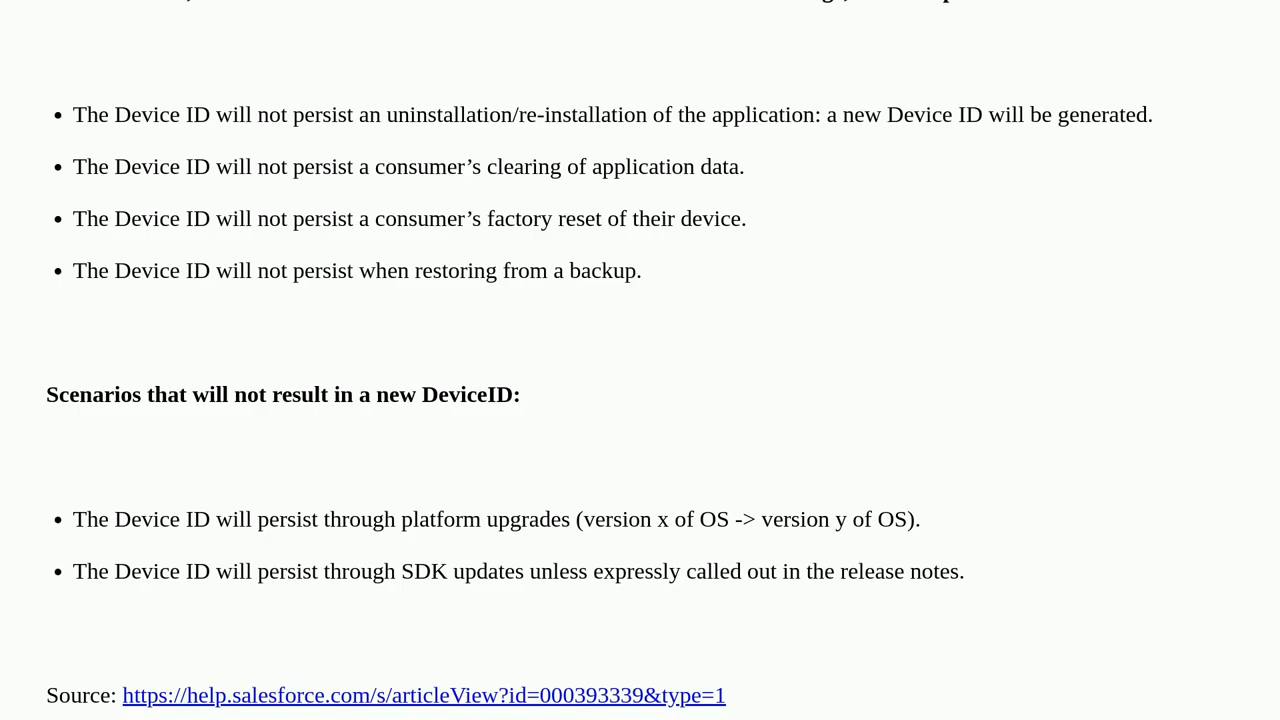 The Device ID will not persist an uninstallation/re-installation of the application: a new Device ID will be generated.
The Device ID will not persist a consumer’s clearing of application data.
The Device ID will not persist a consumer’s factory reset of their device.
The Device ID will not persist when restoring from a backup.
Scenarios that will not result in a new DeviceID:
The Device ID will persist through platform upgrades (version x of OS -> version y of OS).
The Device ID will persist through SDK updates unless expressly called out in the release notes.
Source: https://help.salesforce.com/s/articleView?id=000393339&type=1